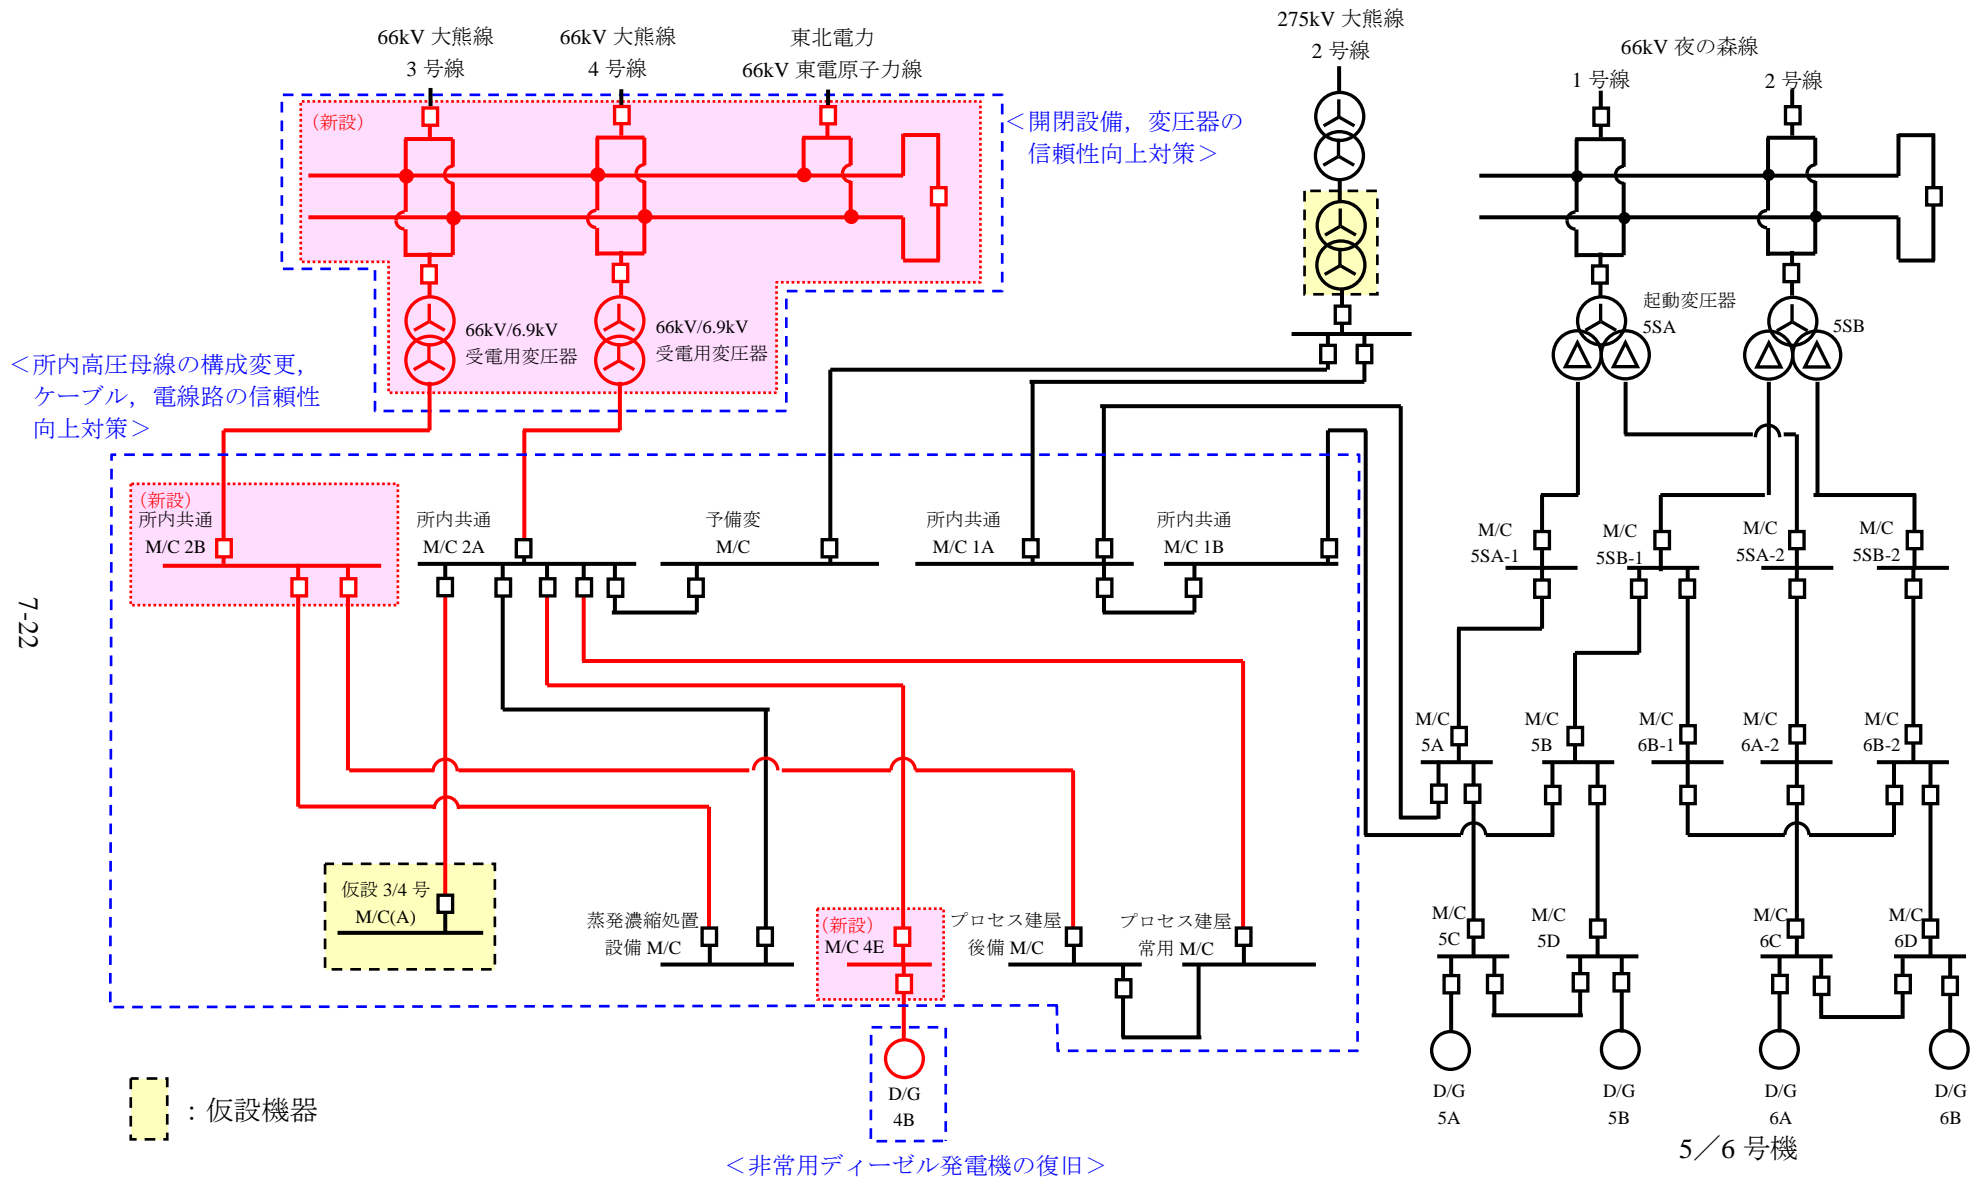 66kV 大熊線
3 号線
66kV 大熊線
4 号線
東北電力
66kV 東電原子力線
275kV 大熊線
2 号線
66kV 夜の森線
1 号線
2 号線
（新設）
＜開閉設備，変圧器の
信頼性向上対策＞
66kV/6.9kV
受電用変圧器
66kV/6.9kV
受電用変圧器
起動変圧器
5SA
5SB
＜所内高圧母線の構成変更，
ケーブル，電線路の信頼性
向上対策＞
（新設）
所内共通
M/C 2B
所内共通
M/C 2A
予備変
M/C
所内共通
M/C 1A
所内共通
M/C 1B
M/C
5SA-1
M/C
5SB-1
M/C
5SA-2
M/C
5SB-2
7-22
M/C
5A
M/C
5B
M/C
6B-1
M/C
6A-2
M/C
6B-2
仮設 3/4 号
M/C(A)
蒸発濃縮処置
設備 M/C
（新設）
M/C 4E
プロセス建屋
後備 M/C
プロセス建屋
常用 M/C
M/C
5C
M/C
5D
M/C
6C
M/C
6D
D/G
4B
D/G
5A
D/G
5B
D/G
6A
D/G
6B
：仮設機器
＜非常用ディーゼル発電機の復旧＞
5／6 号機